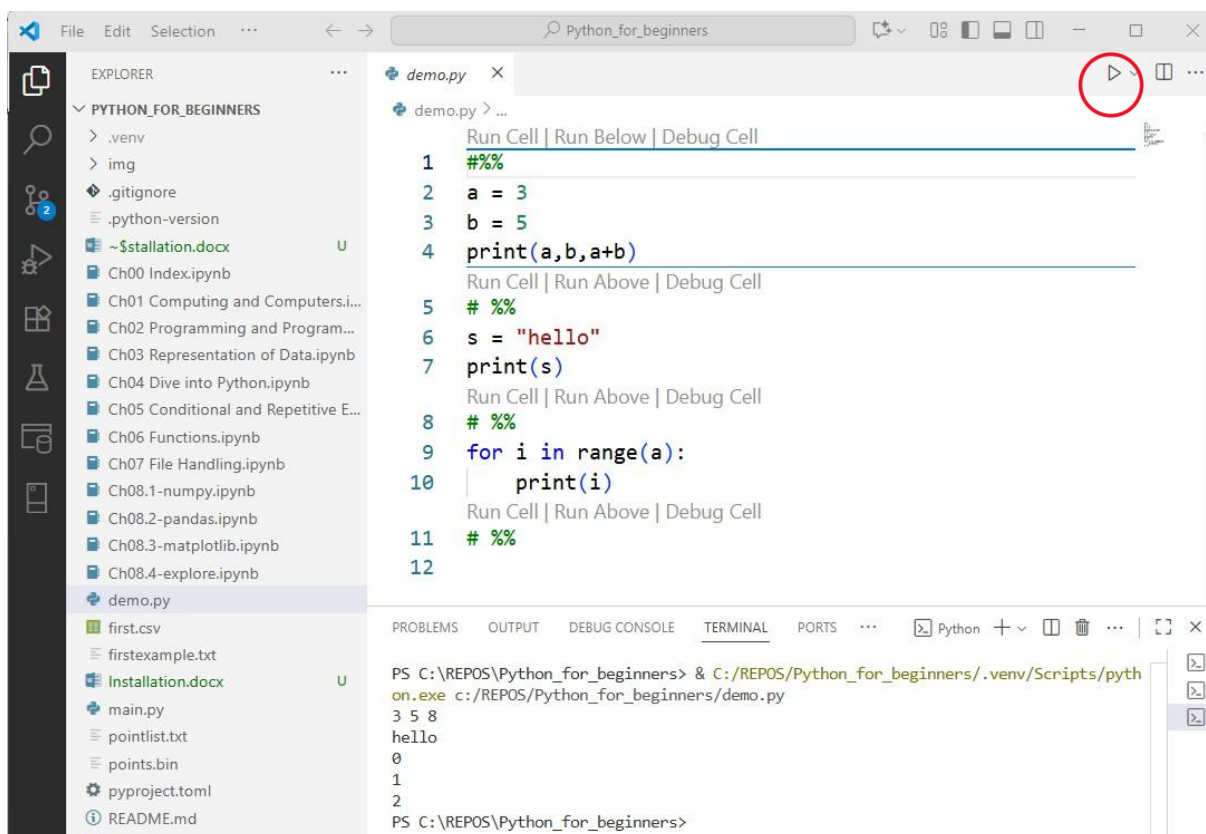 File Edit Selection ··· Python_for_beginners
EXPLORER ···
PYTHON_FOR_BEGINNERS
.venv
img
.gitignore
.python-version
~$stallation.docx U
Ch00 Index.ipynb
Ch01 Computing and Computers.i...
Ch02 Programming and Program...
Ch03 Representation of Data.ipynb
Ch04 Dive into Python.ipynb
Ch05 Conditional and Repetitive E...
Ch06 Functions.ipynb
Ch07 File Handling.ipynb
Ch08.1-numpy.ipynb
Ch08.2-pandas.ipynb
Ch08.3-matplotlib.ipynb
Ch08.4-explore.ipynb
demo.py
first.csv
firstexample.txt
Installation.docx U
main.py
pointlist.txt
points.bin
pyproject.toml
README.md
2
demo.py
demo.py > ...
Run Cell | Run Below | Debug Cell
1 #%%
2 a = 3
3 b = 5
4 print(a,b,a+b)
Run Cell | Run Above | Debug Cell
5 # %%
6 s = "hello"
7 print(s)
Run Cell | Run Above | Debug Cell
8 # %%
9 for i in range(a):
10 print(i)
Run Cell | Run Above | Debug Cell
11 # %%
12
PROBLEMS OUTPUT DEBUG CONSOLE TERMINAL PORTS ··· Python
PS C:\REPOS\Python_for_beginners> & C:/REPOS/Python_for_beginners/.venv/Scripts/pyth
on.exe c:/REPOS/Python_for_beginners/demo.py
3 5 8
hello
0
1
2
PS C:\REPOS\Python_for_beginners>